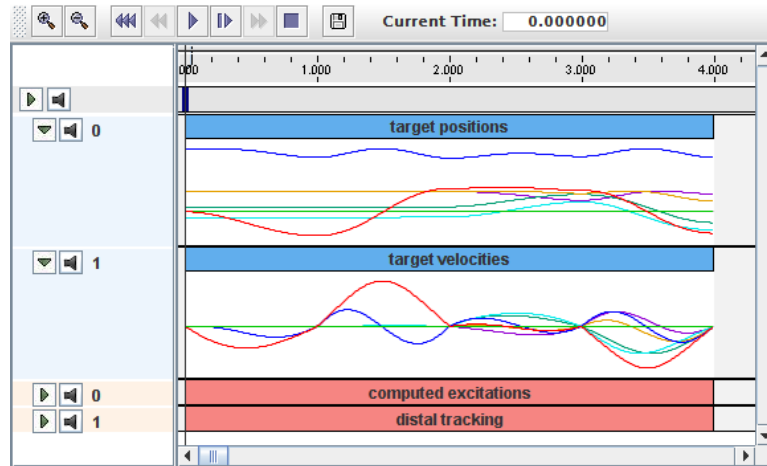 Current Time: 0.000000
0.000 1.000 2.000 3.000 4.000
0 target positions
1 target velocities
0 computed excitations
1 distal tracking